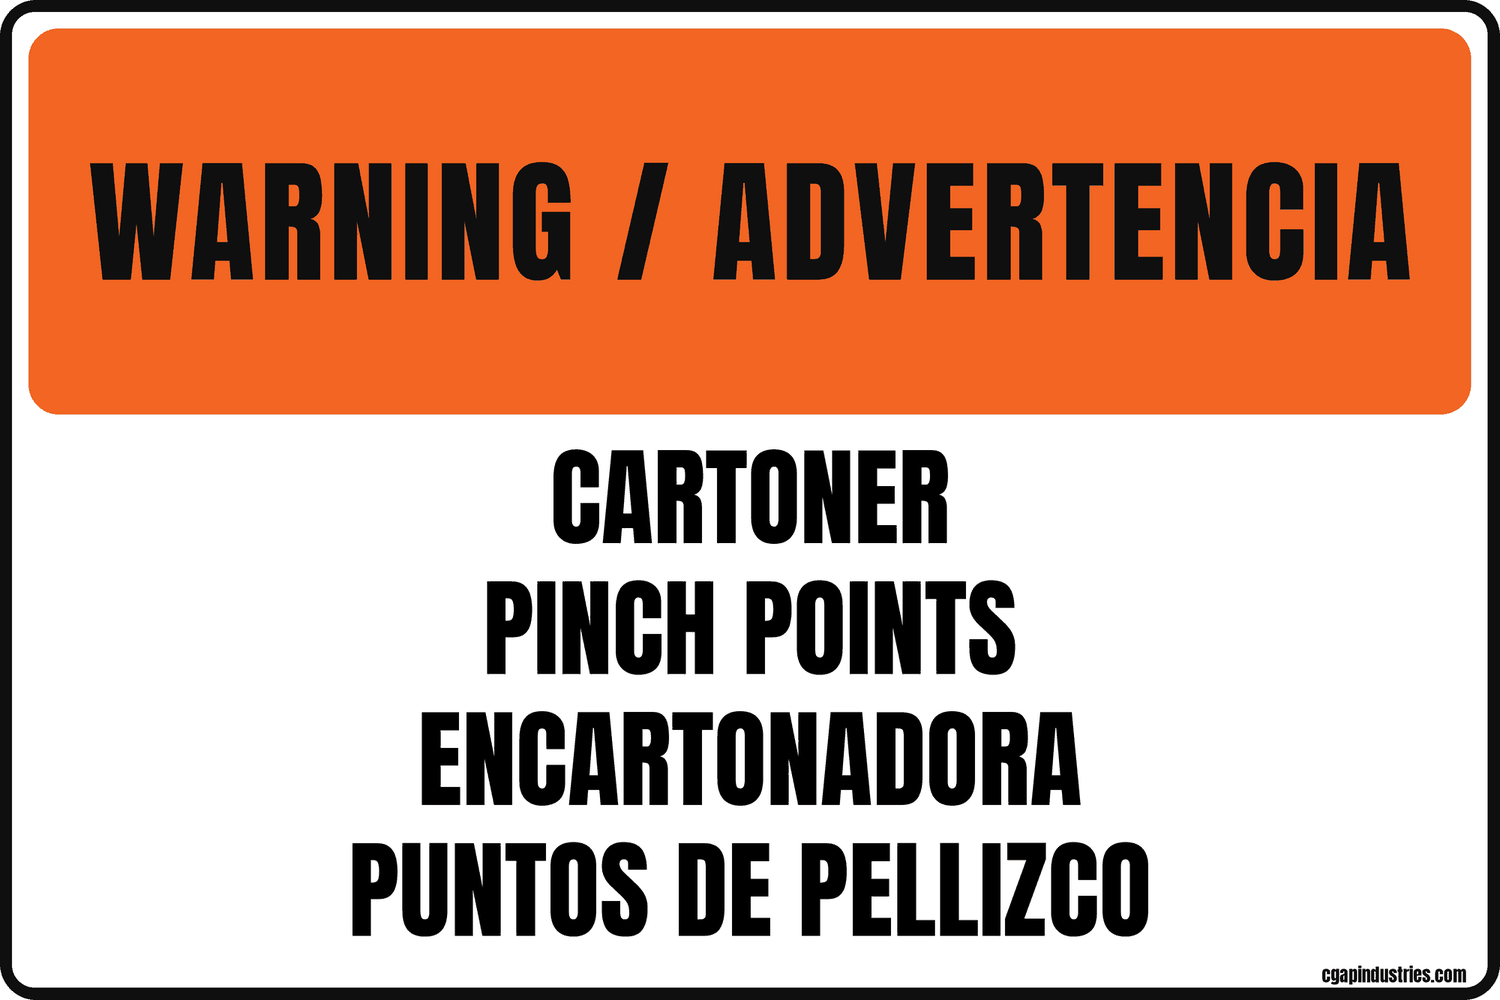 WARNING / ADVERTENCIA
CARTONER
PINCH POINTS
ENCARTONADORA
PUNTOS DE PELLIZCO
cgapindustries.com